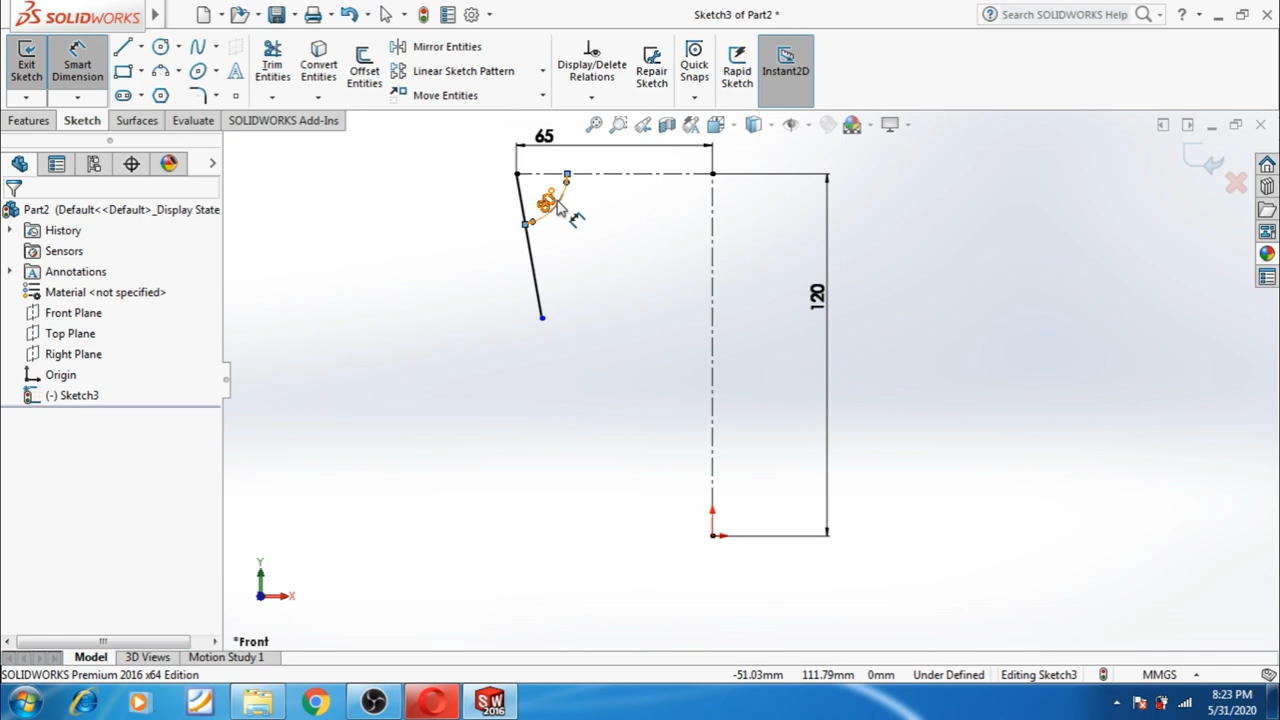 SOLIDWORKS
Sketch3 of Part2 *
Search SOLIDWORKS Help
Exit Sketch
Smart Dimension
Trim Entities
Convert Entities
Offset Entities
Mirror Entities
Linear Sketch Pattern
Move Entities
Display/Delete Relations
Repair Sketch
Quick Snaps
Rapid Sketch
Instant2D
Features
Sketch
Surfaces
Evaluate
SOLIDWORKS Add-Ins
65
Part2 (Default<<Default>_Display State
History
Sensors
Annotations
Material <not specified>
Front Plane
Top Plane
Right Plane
Origin
(-) Sketch3
120
Y
X
*Front
Model
3D Views
Motion Study 1
SOLIDWORKS Premium 2016 x64 Edition
-51.03mm
111.79mm
0mm
Under Defined
Editing Sketch3
MMGS
SW
2016
8:23 PM
5/31/2020